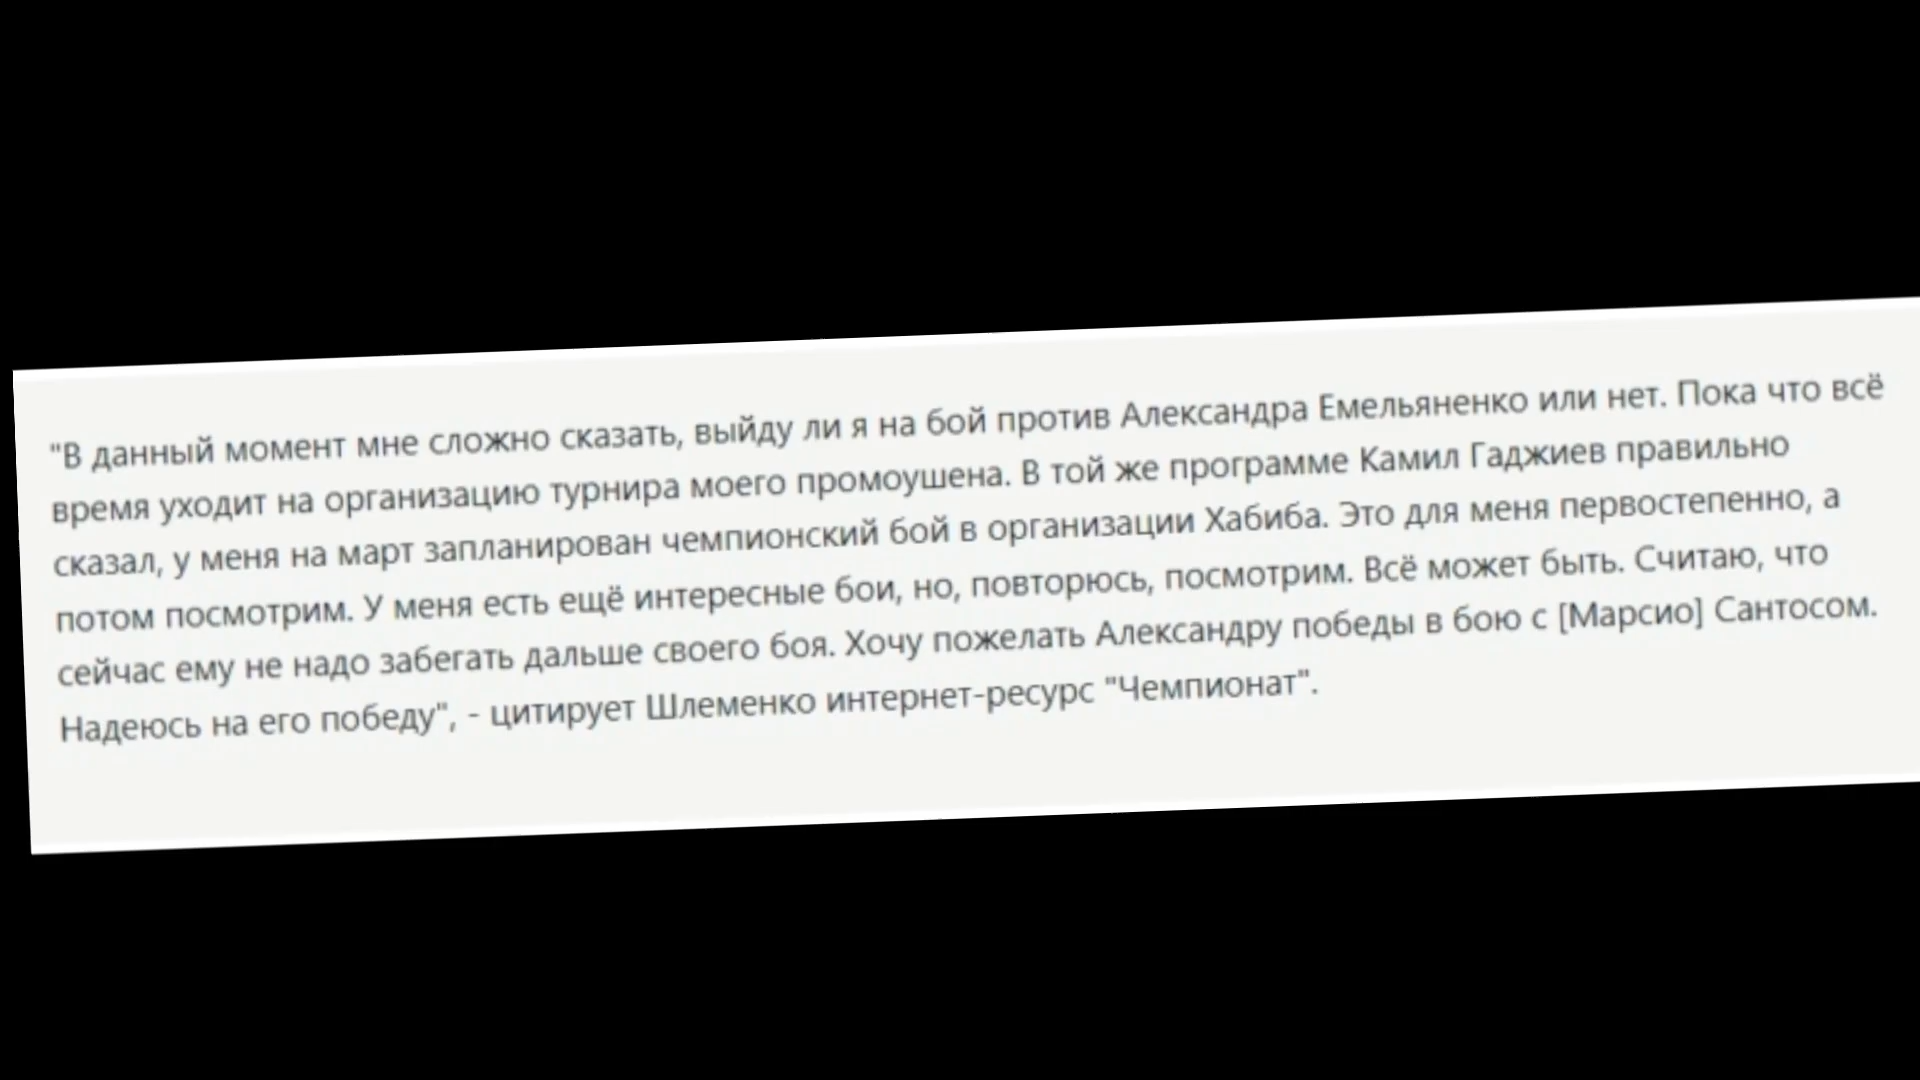 "В данный момент мне сложно сказать, выйду ли я на бой против Александра Емельяненко или нет. Пока что всё
время уходит на организацию турнира моего промоушена. В той же программе Камил Гаджиев правильно
сказал, у меня на март запланирован чемпионский бой в организации Хабиба. Это для меня первостепенно, а
потом посмотрим. У меня есть ещё интересные бои, но, повторюсь, посмотрим. Всё может быть. Считаю, что
сейчас ему не надо забегать дальше своего боя. Хочу пожелать Александру победы в бою с [Марсио] Сантосом.
Надеюсь на его победу", - цитирует Шлеменко интернет-ресурс "Чемпионат".